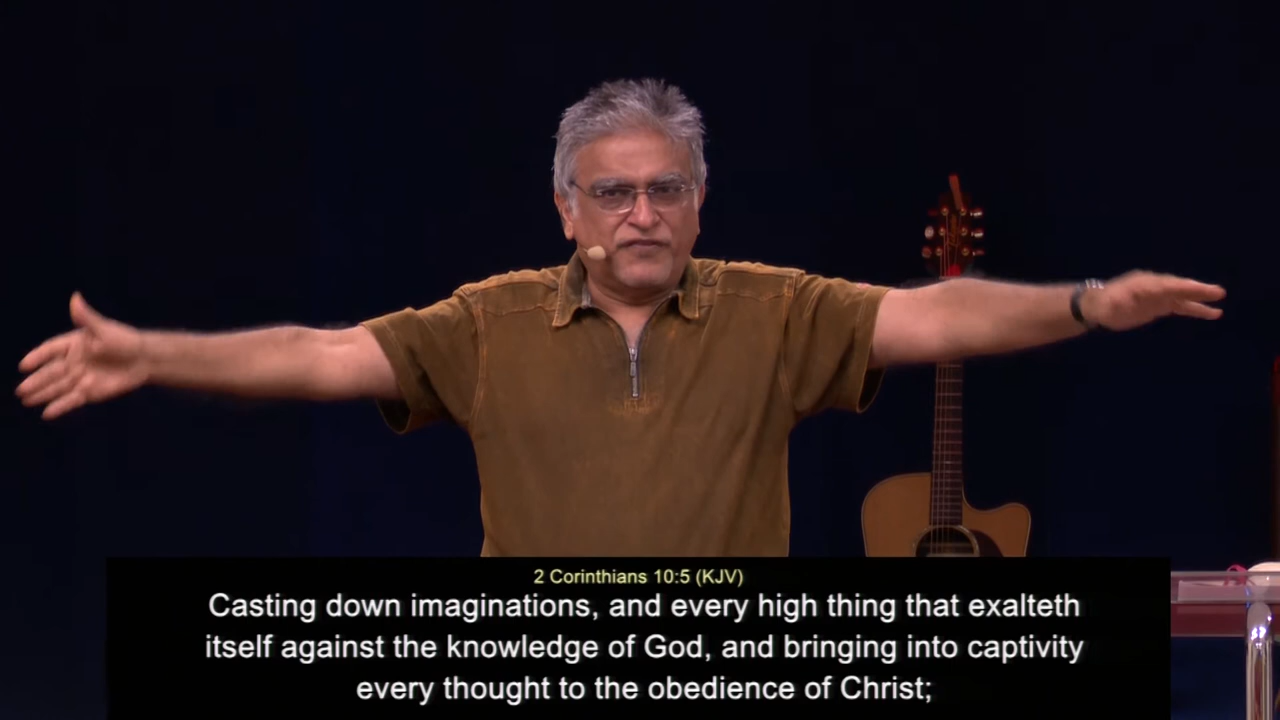 2 Corinthians 10:5 (KJV)
Casting down imaginations, and every high thing that exalteth
itself against the knowledge of God, and bringing into captivity
every thought to the obedience of Christ;